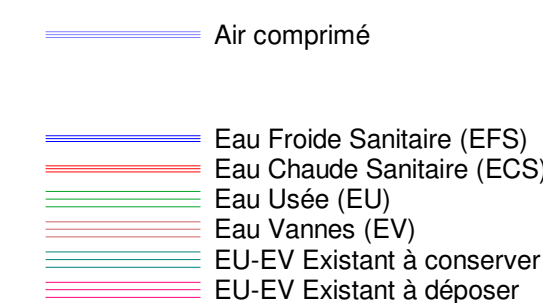 Air comprimé
Eau Froide Sanitaire (EFS)
Eau Chaude Sanitaire (ECS)
Eau Usée (EU)
Eau Vannes (EV)
EU-EV Existant à conserver
EU-EV Existant à déposer